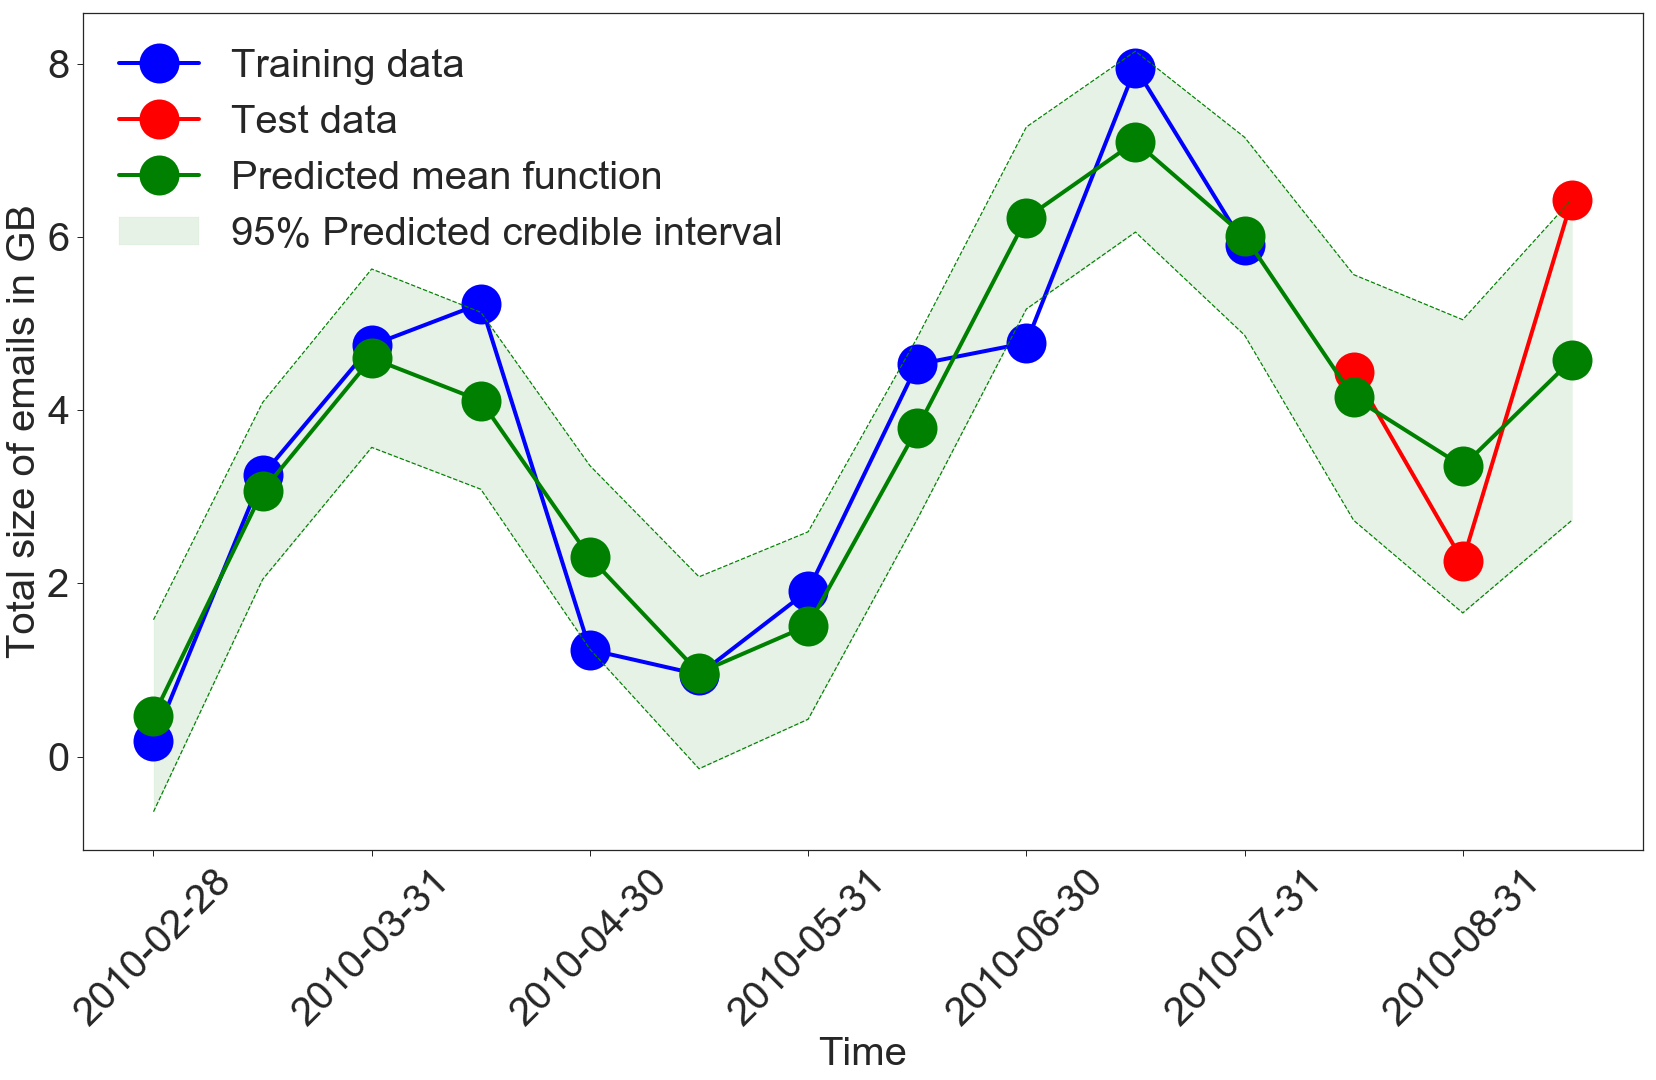 Training data
Test data
Predicted mean function
95% Predicted credible interval
Total size of emails in GB
8
6
4
2
0
2010-02-28
2010-03-31
2010-04-30
2010-05-31
2010-06-30
2010-07-31
2010-08-31
Time